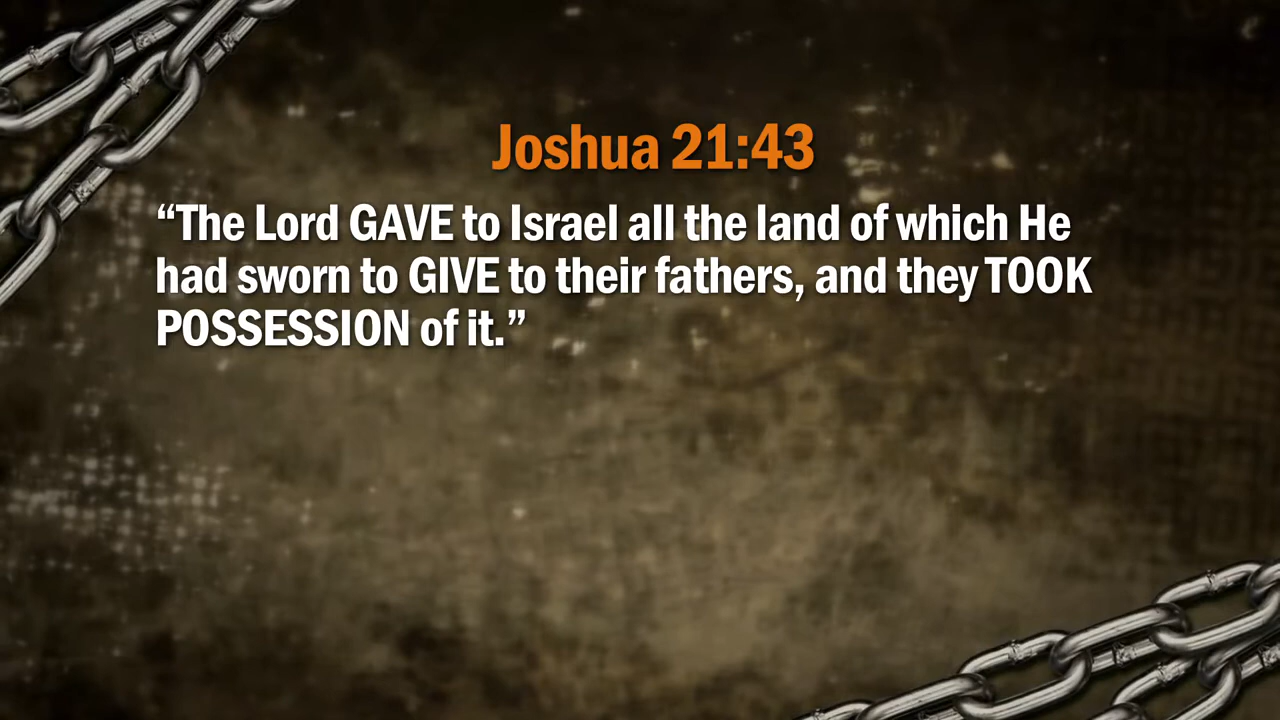 Joshua 21:43
“The Lord GAVE to Israel all the land of which He
had sworn to GIVE to their fathers, and they TOOK
POSSESSION of it.”